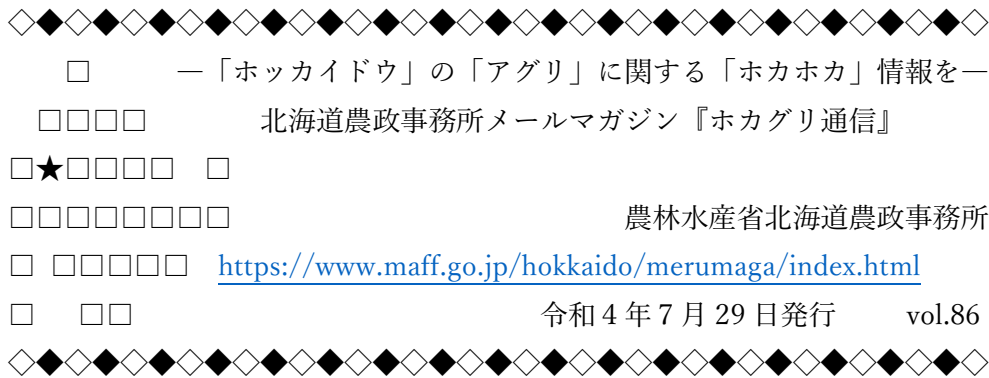 ◇◆◇◆◇◆◇◆◇◆◇◆◇◆◇◆◇◆◇◆◇◆◇◆◇◆◇◆◇◆◇◆◇◆◇
□　　　―「ホッカイドウ」の「アグリ」に関する「ホカホカ」情報を―
□□□□　　　　北海道農政事務所メールマガジン『ホカグリ通信』
□★□□□□　□
□□□□□□□□　　　　　　　　　　　　　　　農林水産省北海道農政事務所
□　□□□□□　https://www.maff.go.jp/hokkaido/merumaga/index.html
□　　□□　　　　　　　　　　　　　　　令和４年７月 29 日発行　　　vol.86
◇◆◇◆◇◆◇◆◇◆◇◆◇◆◇◆◇◆◇◆◇◆◇◆◇◆◇◆◇◆◇◆◇◆◇